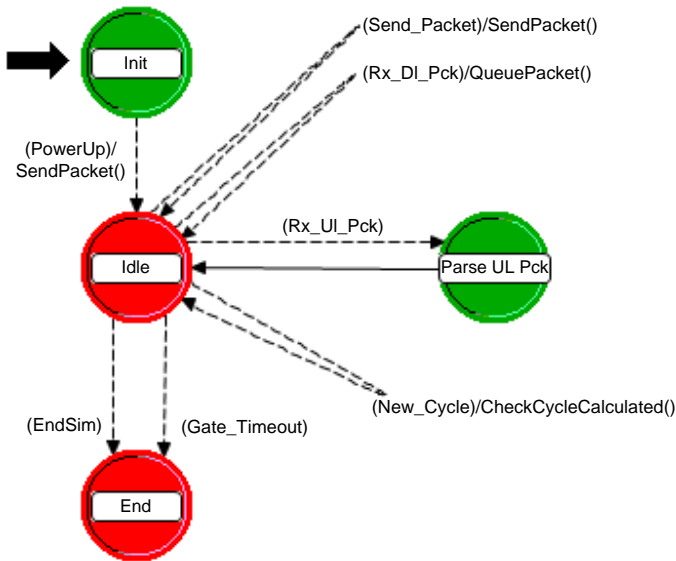 (Send_Packet)/SendPacket()
Init
(Rx_Dl_Pck)/QueuePacket()
(PowerUp)/
SendPacket()
(Rx_Ul_Pck)
Idle
Parse UL Pck
(New_Cycle)/CheckCycleCalculated()
(EndSim)
(Gate_Timeout)
End